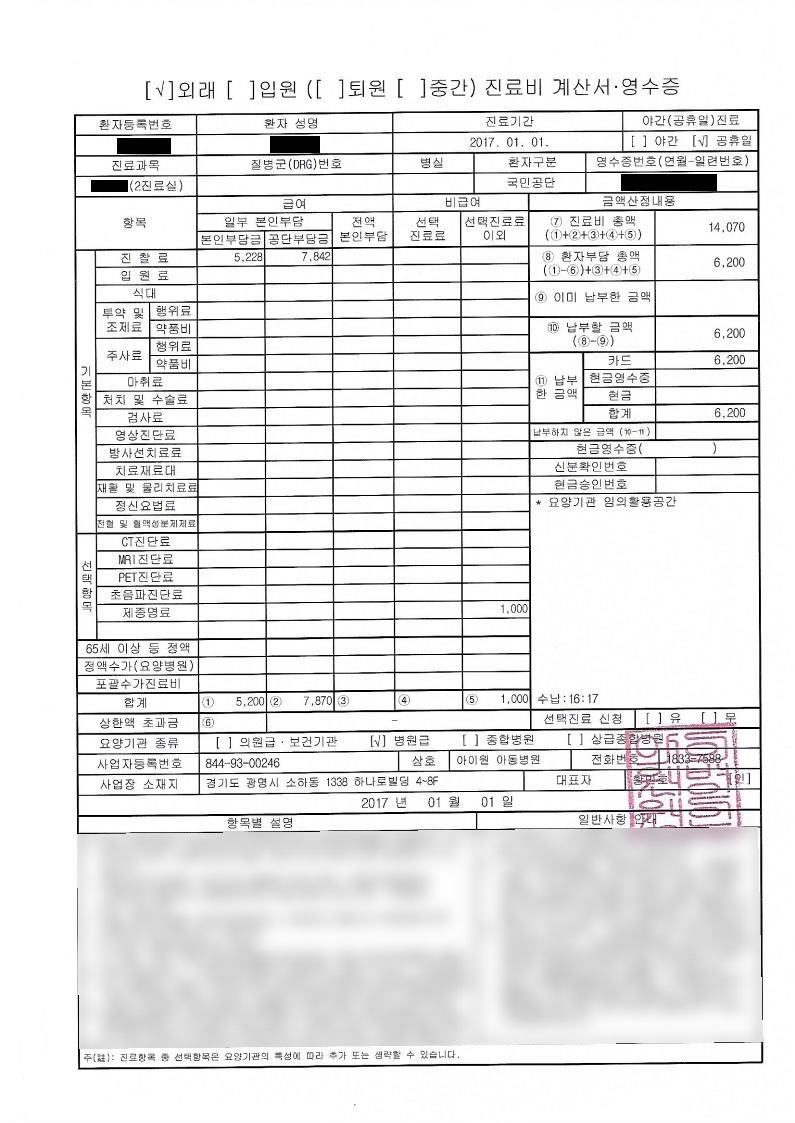 [√]외래 [ ]입원 ([ ]퇴원 [ ]중간) 진료비 계산서·영수증
환자등록번호 환자 성명 진료기간 야간(공휴일)진료
2017. 01. 01. [ ] 야간 [√] 공휴일
진료과목 질병군(DRG)번호 병실 환자구분 영수증번호(연월-일련번호)
(2진료실) 국민공단
항목 급여 비급여 금액산정내용
일부 본인부담 전액 본인부담 선택 진료료 선택진료료 이외
본인부담금 공단부담금
⑦ 진료비 총액 (①+②+③+④+⑤) 14,070
기본항목
진 찰 료 5,228 7,842
⑧ 환자부담 총액 (①-⑥)+③+④+⑤ 6,200
입 원 료
식대
⑨ 이미 납부한 금액
투약 및 조제료 행위료
약품비
⑩ 납부할 금액 (⑧-⑨) 6,200
주사료 행위료
약품비
⑪ 납부한 금액 카드 6,200
마취료 현금영수증
처치 및 수술료 현금
검사료 합계 6,200
영상진단료 납부하지 않은 금액 (10-11)
방사선치료료 현금영수증( )
치료재료대 신분확인번호
재활 및 물리치료료 현금승인번호
정신요법료 * 요양기관 임의활용공간
전혈 및 혈액성분제제료
선택항목
CT진단료
MRI진단료
PET진단료
초음파진단료
제증명료 1,000
65세 이상 등 정액
정액수가(요양병원)
포괄수가진료비
합계 ① 5,200 ② 7,870 ③ ④ ⑤ 1,000 수납:16:17
상한액 초과금 ⑥ – 선택진료 신청 [ ] 유 [ ] 무
요양기관 종류 [ ] 의원급·보건기관 [√] 병원급 [ ] 종합병원 [ ] 상급종합병원
사업자등록번호 844-93-00246 상호 아이원 아동병원 전화번호 1833-7588
사업장 소재지 경기도 광명시 소하동 1338 하나로빌딩 4~8F 대표자 [인]
2017 년 01 월 01 일
항목별 설명 일반사항 안내
주(註): 진료항목 중 선택항목은 요양기관의 특성에 따라 추가 또는 생략할 수 있습니다.